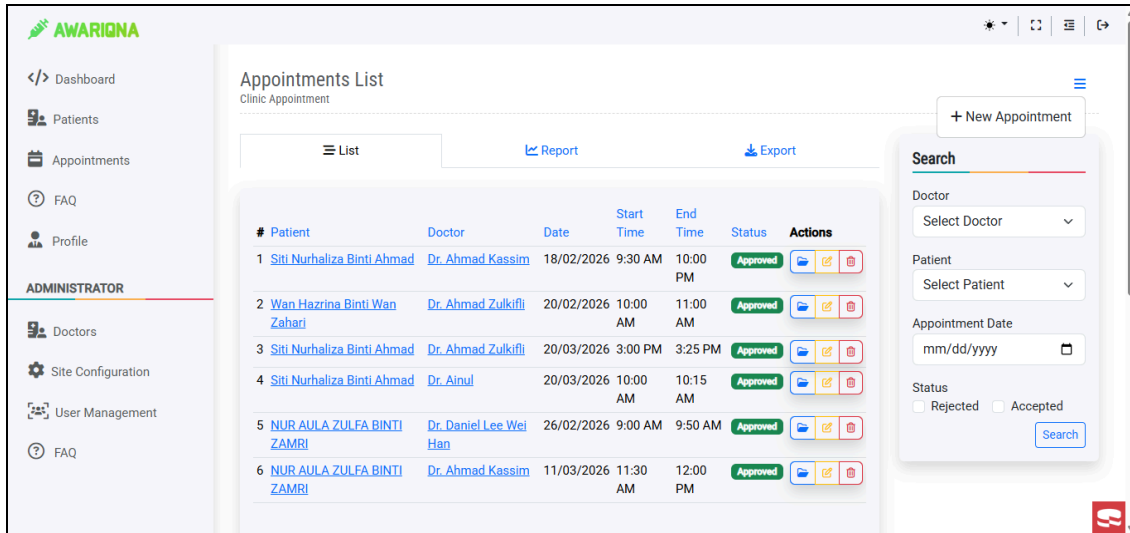 AWARIQNA
Dashboard
Patients
Appointments
FAQ
Profile
ADMINISTRATOR
Doctors
Site Configuration
User Management
FAQ
Appointments List
Clinic Appointment
+ New Appointment
List
Report
Export
# Patient Doctor Date Start Time End Time Status Actions
1 Siti Nurhaliza Binti Ahmad Dr. Ahmad Kassim 18/02/2026 9:30 AM 10:00 PM Approved
2 Wan Hazrina Binti Wan Zahari Dr. Ahmad Zulkifli 20/02/2026 10:00 AM 11:00 AM Approved
3 Siti Nurhaliza Binti Ahmad Dr. Ahmad Zulkifli 20/03/2026 3:00 PM 3:25 PM Approved
4 Siti Nurhaliza Binti Ahmad Dr. Ainul 20/03/2026 10:00 AM 10:15 AM Approved
5 NUR AULA ZULFA BINTI ZAMRI Dr. Daniel Lee Wei Han 26/02/2026 9:00 AM 9:50 AM Approved
6 NUR AULA ZULFA BINTI ZAMRI Dr. Ahmad Kassim 11/03/2026 11:30 AM 12:00 PM Approved
Search
Doctor
Select Doctor
Patient
Select Patient
Appointment Date
mm/dd/yyyy
Status
Rejected Accepted
Search